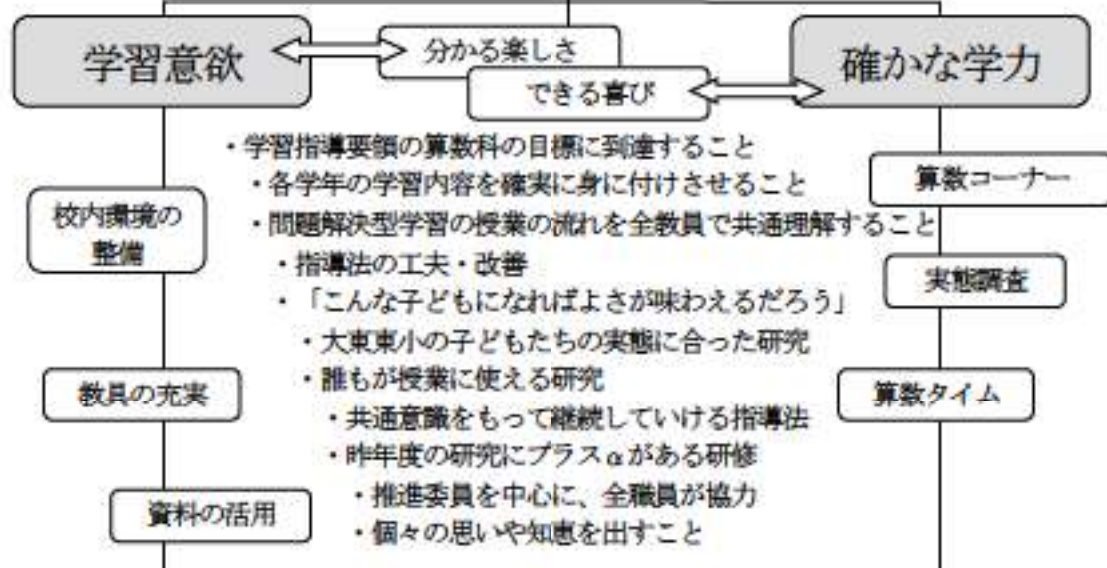 学習意欲
分かる楽しさ
できる喜び
確かな学力
・学習指導要領の算数科の目標に到達すること
・各学年の学習内容を確実に身に付けさせること
・問題解決型学習の授業の流れを全教員で共通理解すること
・指導法の工夫・改善
・「こんな子どもになればよさが味わえるだろう」
・大東東小の子どもたちの実態に合った研究
・誰もが授業に使える研究
・共通意識をもって継続していける指導法
・昨年度の研究にプラスαがある研修
・推進委員を中心に、全職員が協力
・個々の思いや知恵を出すこと
校内環境の
整備
教具の充実
資料の活用
算数コーナー
実態調査
算数タイム